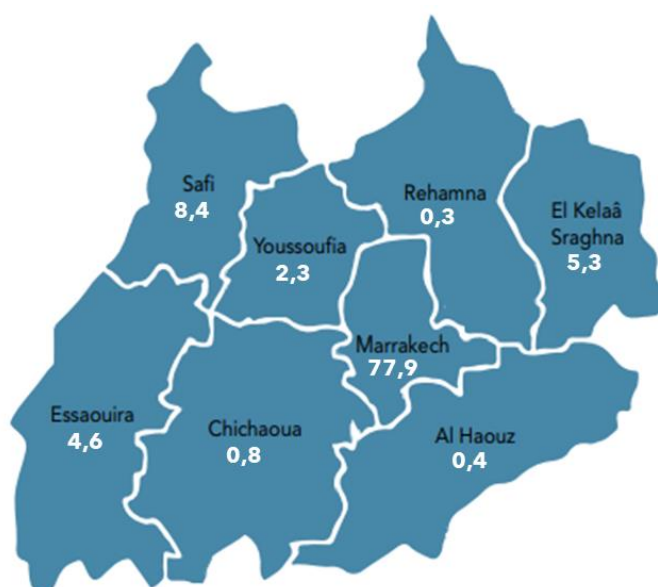 Safi
8,4
Rehamna
0,3
El Kelaâ
Sraghna
5,3
Youssoufia
2,3
Marrakech
77,9
Essaouira
4,6
Chichaoua
0,8
Al Haouz
0,4